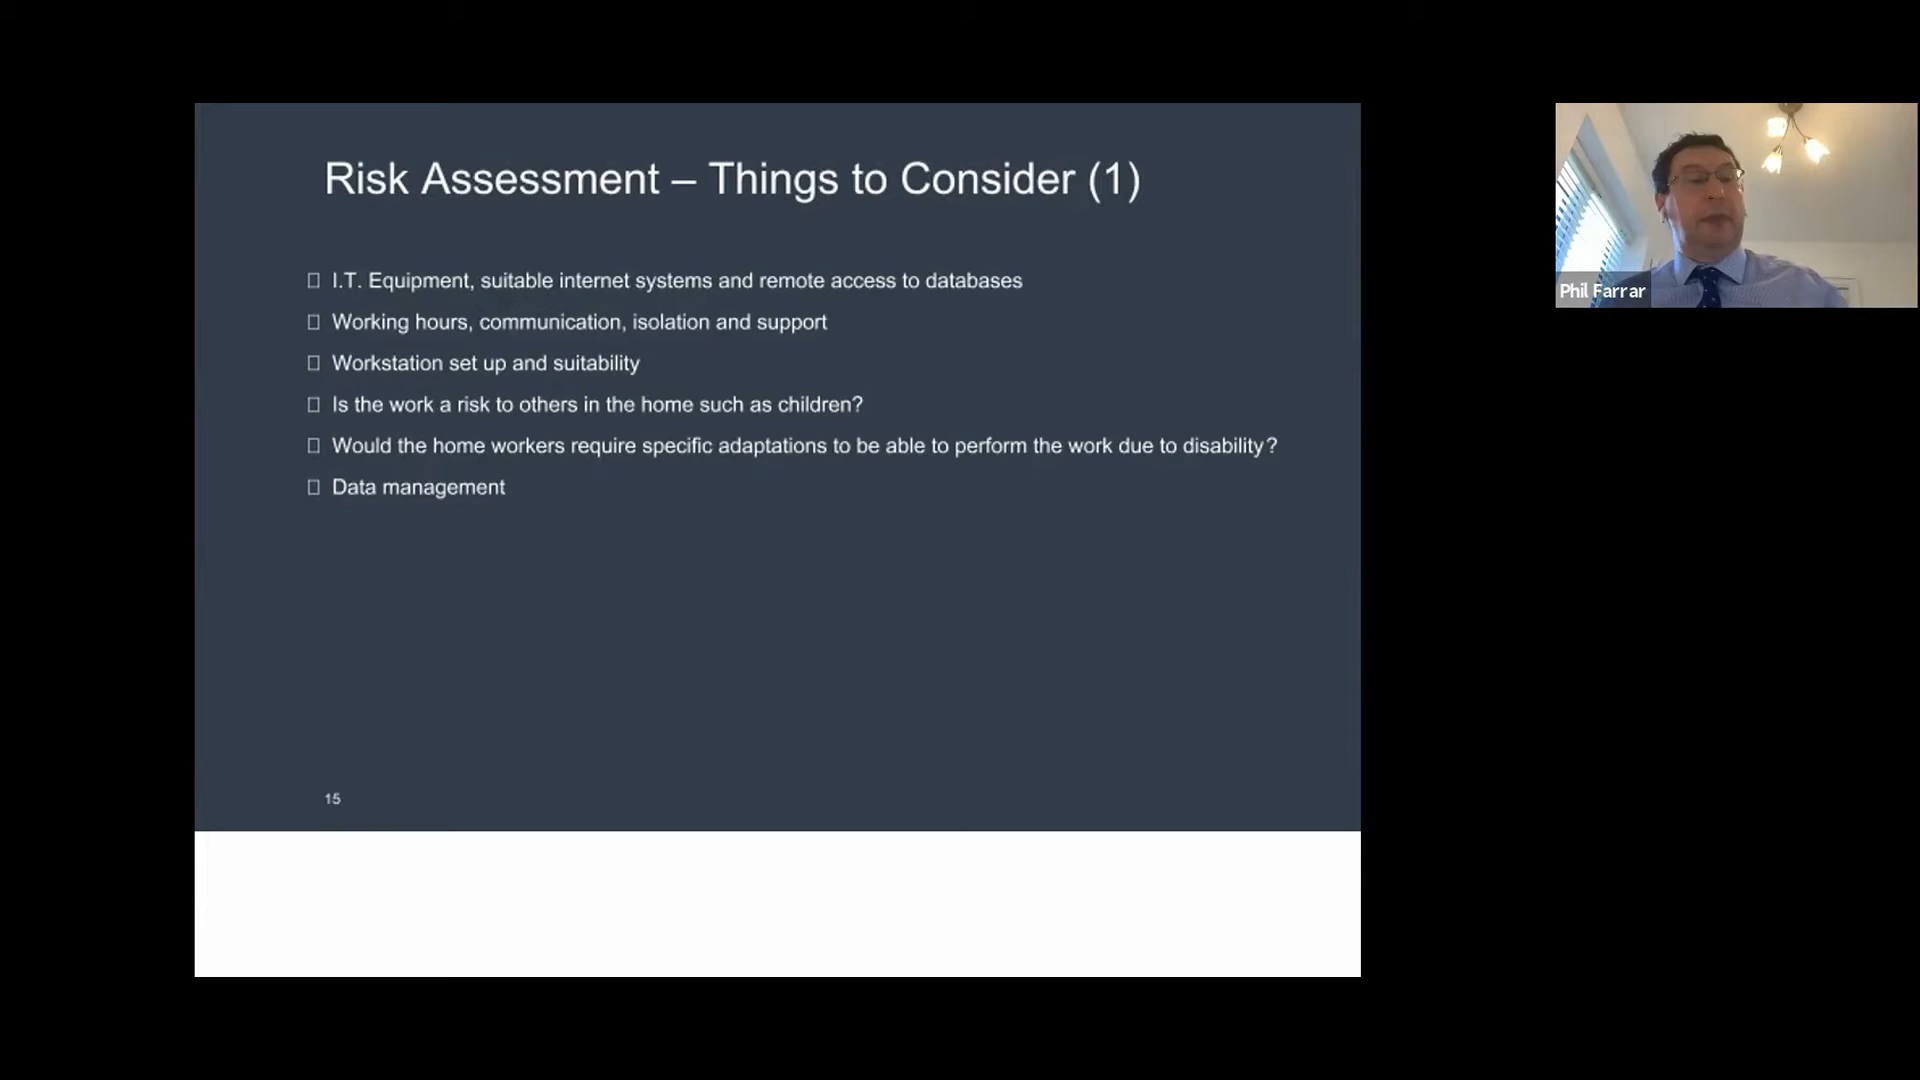 Risk Assessment – Things to Consider (1)
I.T. Equipment, suitable internet systems and remote access to databases
Working hours, communication, isolation and support
Workstation set up and suitability
Is the work a risk to others in the home such as children?
Would the home workers require specific adaptations to be able to perform the work due to disability?
Data management
15
Phil Farrar